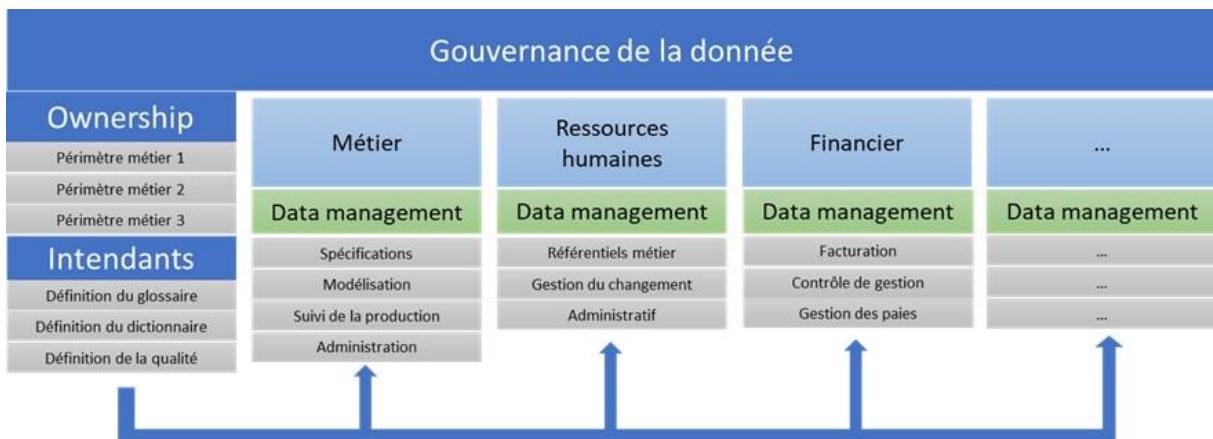 Gouvernance de la donnée
Ownership
Périmètre métier 1
Périmètre métier 2
Périmètre métier 3
Intendants
Définition du glossaire
Définition du dictionnaire
Définition de la qualité
Métier
Data management
Spécifications
Modélisation
Suivi de la production
Administration
Ressources
humaines
Data management
Référentiels métier
Gestion du changement
Administratif
Financier
Data management
Facturation
Contrôle de gestion
Gestion des paies
...
Data management
...
...
...